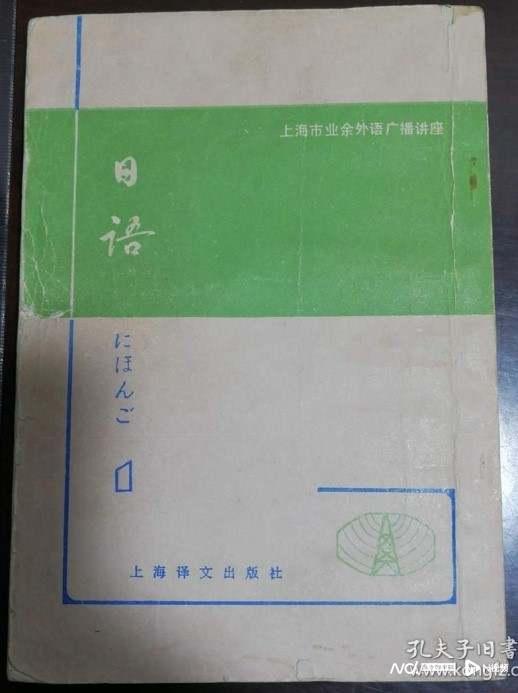 上海市业余外语广播讲座
日语
にほんご
1
上海译文出版社
孔夫子旧書